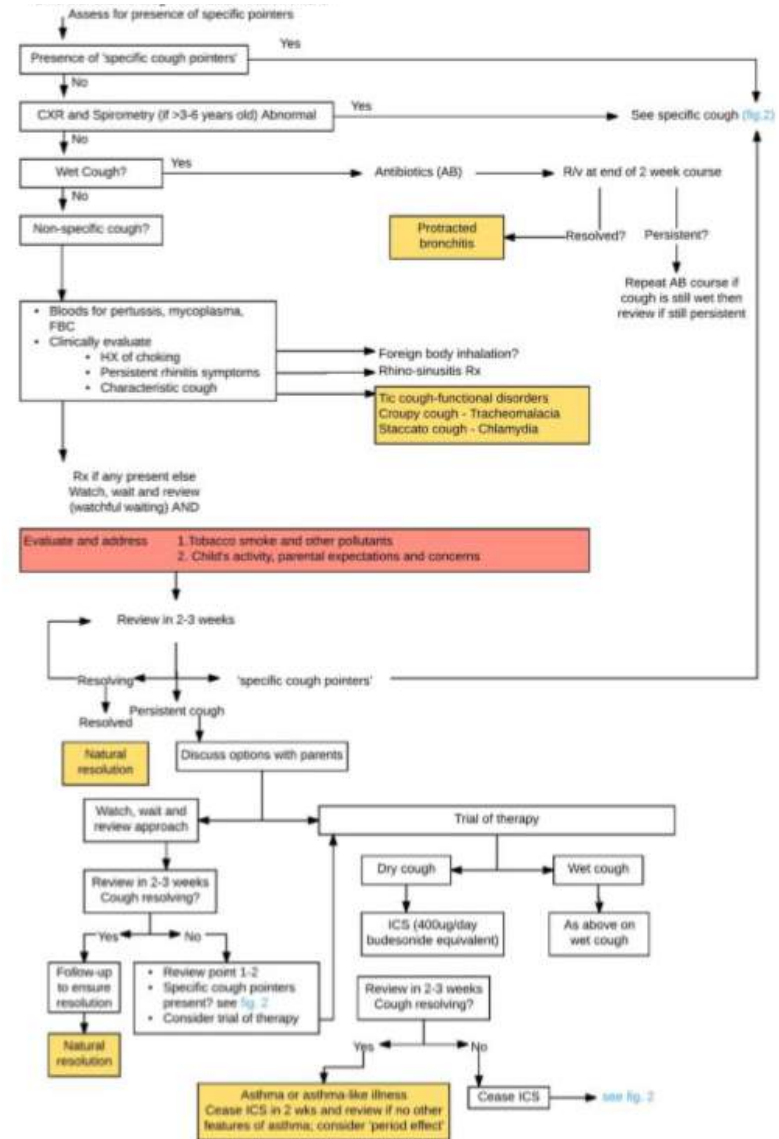 Assess for presence of specific pointers
Yes
Presence of 'specific cough pointers'
No
CXR and Spirometry (if >3-6 years old) Abnormal
Yes
See specific cough (fig.2)
No
Wet Cough?
Yes
Antibiotics (AB)
R/v at end of 2 week course
No
Non-specific cough?
Protracted
bronchitis
Resolved?
Persistent?
Repeat AB course if
cough is still wet then
review if still persistent
• Bloods for pertussis, mycoplasma,
FBC
• Clinically evaluate
• HX of choking
• Persistent rhinitis symptoms
• Characteristic cough
Foreign body inhalation?
Rhino-sinusitis Rx
Tic cough-functional disorders
Croupy cough - Tracheomalacia
Staccato cough - Chlamydia
Rx if any present else
Watch, wait and review
(watchful waiting) AND
Evaluate and address 1.Tobacco smoke and other pollutants
2. Child's activity, parental expectations and concerns
Review in 2-3 weeks
Resolving
'specific cough pointers'
Persistent cough
Resolved
Natural
resolution
Discuss options with parents
Watch, wait and
review approach
Trial of therapy
Review in 2-3 weeks
Cough resolving?
Dry cough
Wet cough
ICS (400ug/day
budesonide equivalent)
As above on
wet cough
Yes
No
Follow-up
to ensure
resolution
• Review point 1-2
• Specific cough pointers
present? see fig. 2
• Consider trial of therapy
Natural
resolution
Review in 2-3 weeks
Cough resolving?
Yes
No
Asthma or asthma-like illness
Cease ICS in 2 wks and review if no other
features of asthma; consider 'period effect'
Cease ICS
see fig. 2